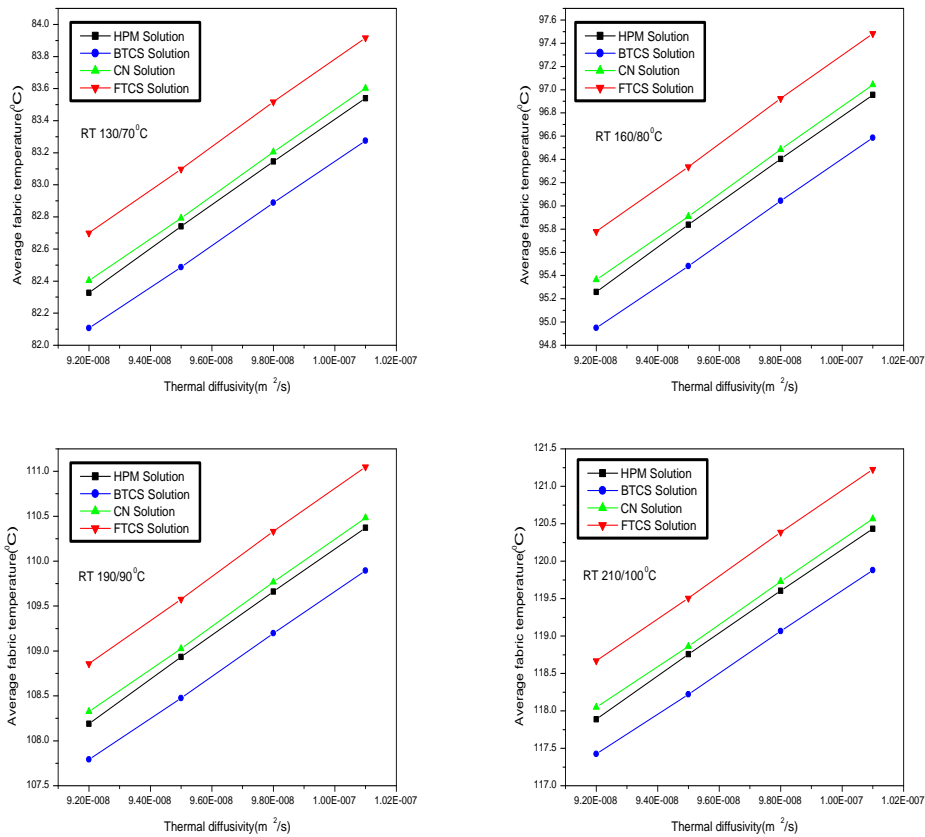 84.0
83.8
83.6
83.4
83.2
83.0
82.8
82.6
82.4
82.2
82.0
Average fabric temperature(⁰C)
HPM Solution
BTCS Solution
CN Solution
FTCS Solution
RT 130/70⁰C
9.20E-008 9.40E-008 9.60E-008 9.80E-008 1.00E-007 1.02E-007
Thermal diffusivity(m²/s)
97.6
97.4
97.2
97.0
96.8
96.6
96.4
96.2
96.0
95.8
95.6
95.4
95.2
95.0
94.8
Average fabric temperature(⁰C)
HPM Solution
BTCS Solution
CN Solution
FTCS Solution
RT 160/80⁰C
9.20E-008 9.40E-008 9.60E-008 9.80E-008 1.00E-007 1.02E-007
Thermal diffusivity(m²/s)
111.0
110.5
110.0
109.5
109.0
108.5
108.0
107.5
Average fabric temperature(⁰C)
HPM Solution
BTCS Solution
CN Solution
FTCS Solution
RT 190/90⁰C
9.20E-008 9.40E-008 9.60E-008 9.80E-008 1.00E-007 1.02E-007
Thermal diffusivity(m²/s)
121.5
121.0
120.5
120.0
119.5
119.0
118.5
118.0
117.5
117.0
Average fabric temperature(⁰C)
HPM Solution
BTCS Solution
CN Solution
FTCS Solution
RT 210/100⁰C
9.20E-008 9.40E-008 9.60E-008 9.80E-008 1.00E-007 1.02E-007
Thermal diffusivity(m²/s)